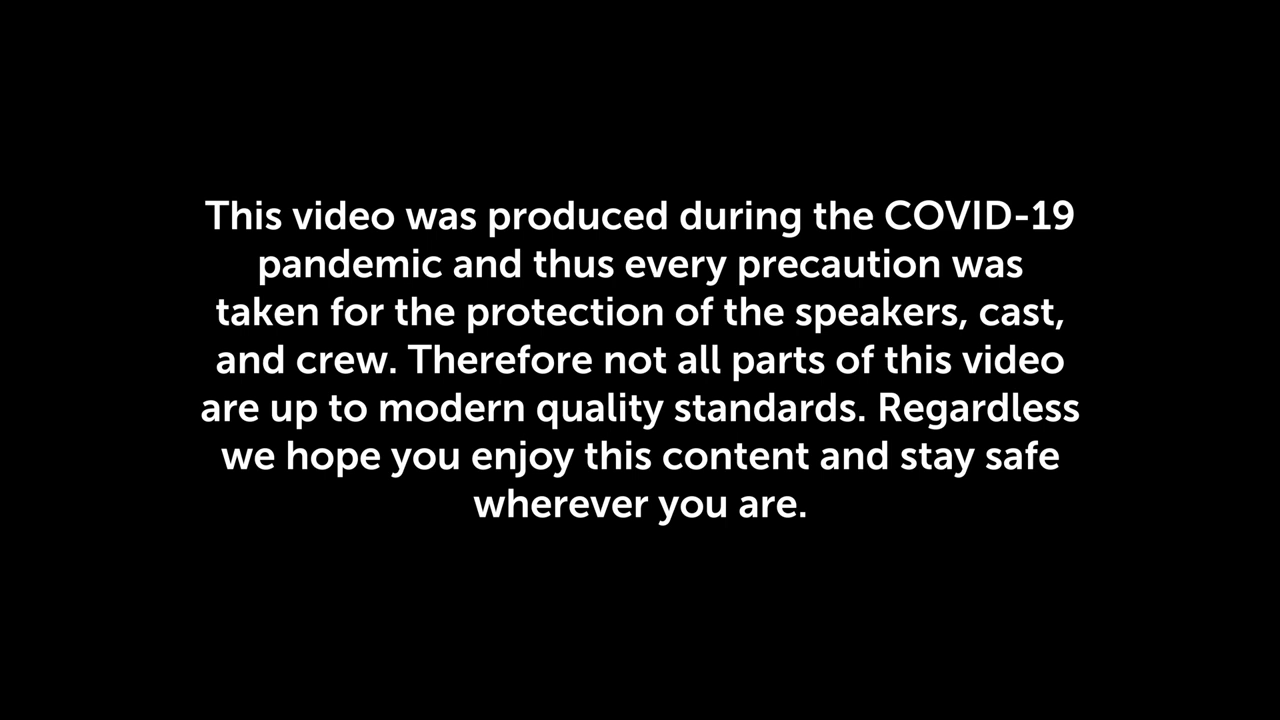 This video was produced during the COVID-19
pandemic and thus every precaution was
taken for the protection of the speakers, cast,
and crew. Therefore not all parts of this video
are up to modern quality standards. Regardless
we hope you enjoy this content and stay safe
wherever you are.